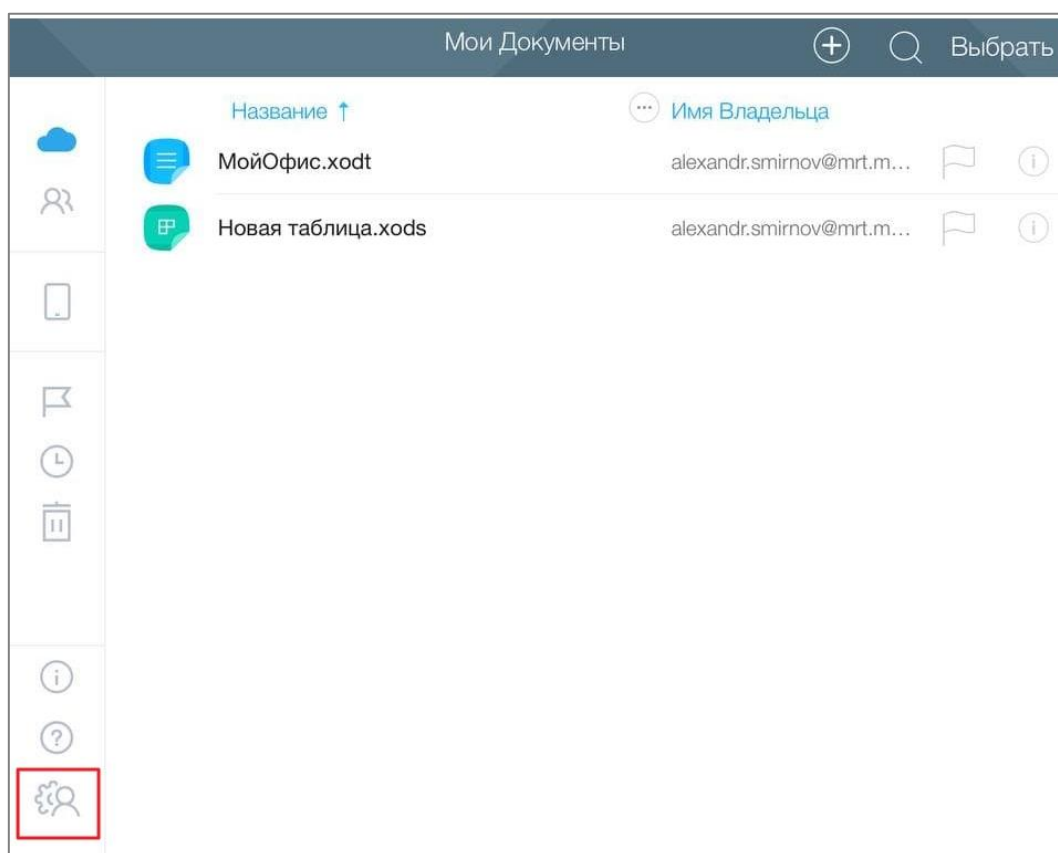 Мои Документы Выбрать
Название ↑ Имя Владельца
МойОфис.xodt alexandr.smirnov@mrt.m...
Новая таблица.xods alexandr.smirnov@mrt.m...